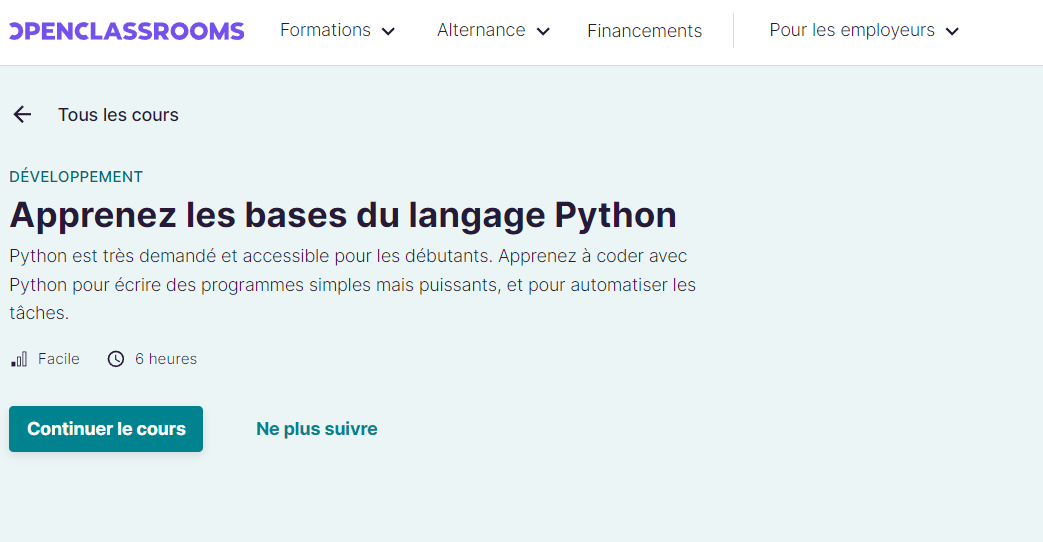 OPENCLASSROOMS Formations Alternance Financements Pour les employeurs
Tous les cours
DÉVELOPPEMENT
Apprenez les bases du langage Python
Python est très demandé et accessible pour les débutants. Apprenez à coder avec
Python pour écrire des programmes simples mais puissants, et pour automatiser les
tâches.
Facile 6 heures
Continuer le cours Ne plus suivre